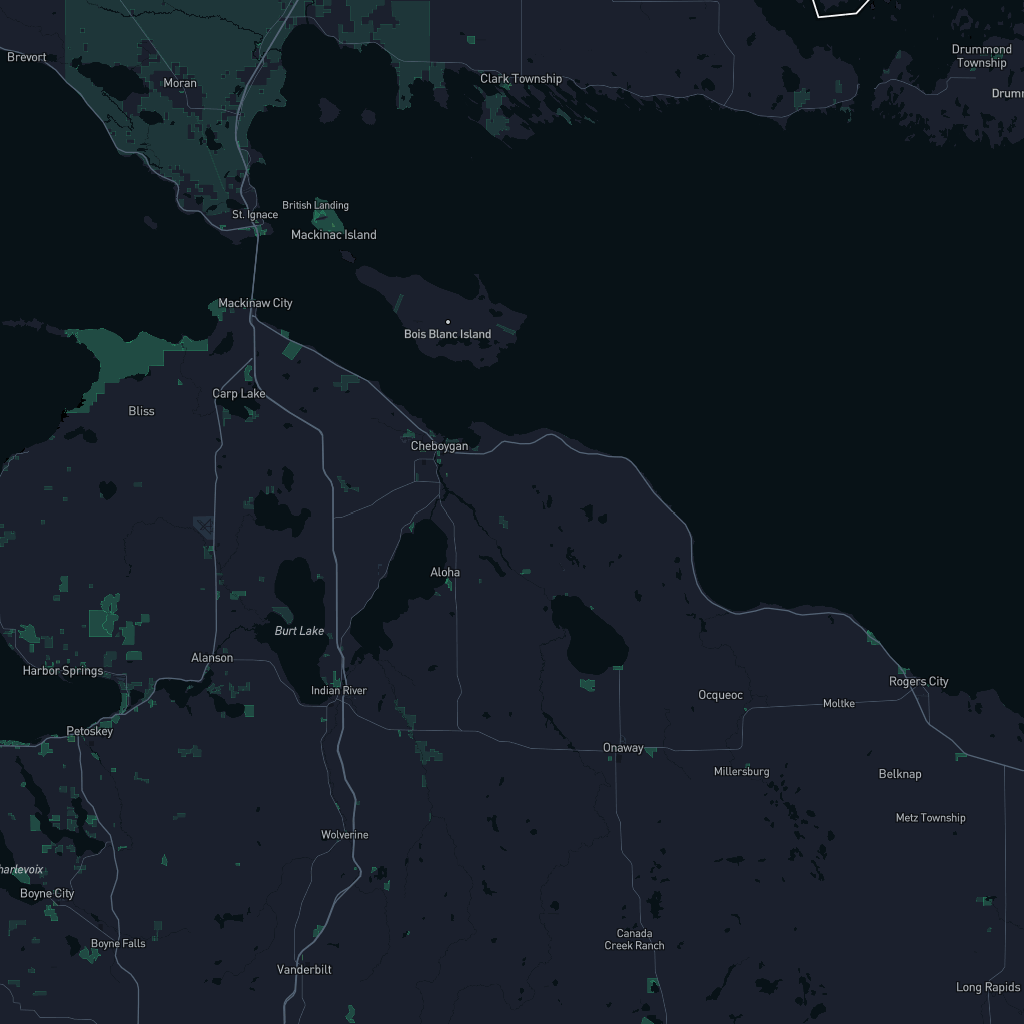 Drummond
Township
Brevort
Clark Township
Moran
British Landing
St. Ignace
Mackinac Island
Mackinaw City
Bois Blanc Island
Carp Lake
Bliss
Cheboygan
Aloha
Burt Lake
Alanson
Harbor Springs
Rogers City
Indian River
Ocqueoc
Moltke
Petoskey
Onaway
Millersburg
Belknap
Metz Township
Wolverine
Boyne City
Canada
Creek Ranch
Boyne Falls
Vanderbilt
Long Rapids